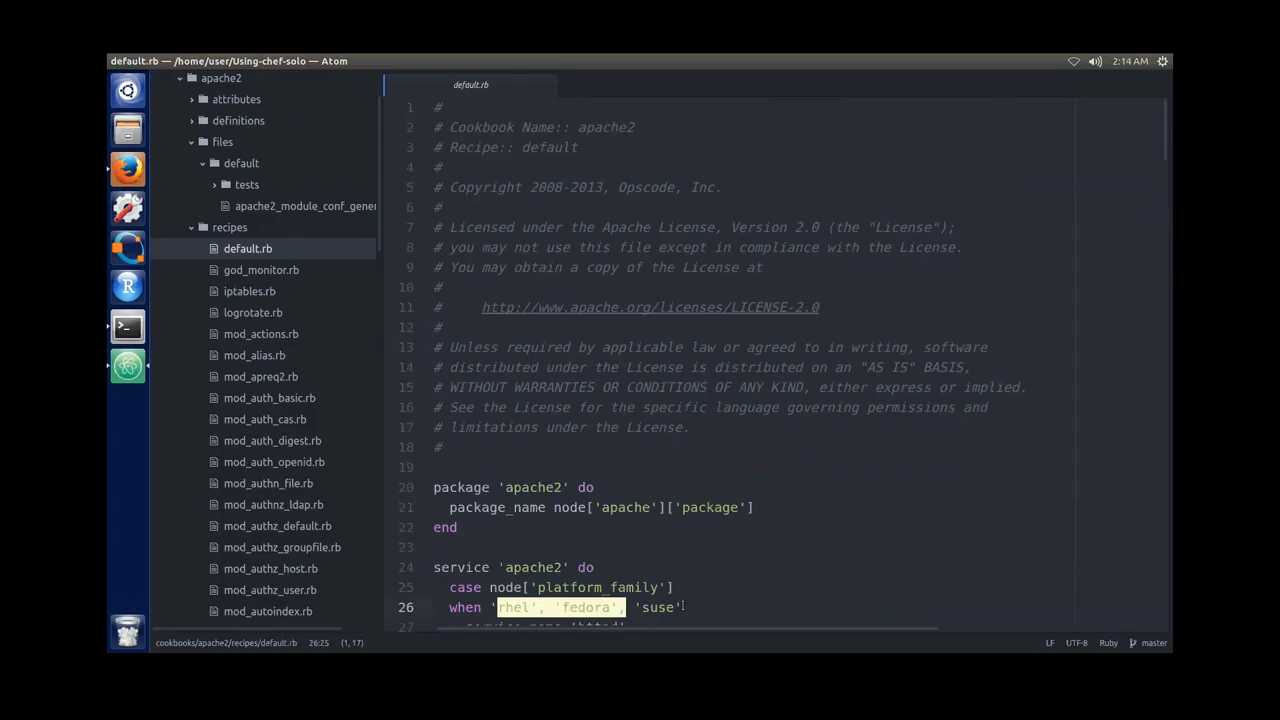 default.rb — /home/user/Using-chef-solo — Atom
2:14 AM
apache2
attributes
definitions
files
default
tests
apache2_module_conf_gener
recipes
default.rb
god_monitor.rb
iptables.rb
logrotate.rb
mod_actions.rb
mod_alias.rb
mod_apreq2.rb
mod_auth_basic.rb
mod_auth_cas.rb
mod_auth_digest.rb
mod_auth_openid.rb
mod_authn_file.rb
mod_authnz_ldap.rb
mod_authz_default.rb
mod_authz_groupfile.rb
mod_authz_host.rb
mod_authz_user.rb
mod_autoindex.rb
default.rb
1 #
2 # Cookbook Name:: apache2
3 # Recipe:: default
4 #
5 # Copyright 2008-2013, Opscode, Inc.
6 #
7 # Licensed under the Apache License, Version 2.0 (the "License");
8 # you may not use this file except in compliance with the License.
9 # You may obtain a copy of the License at
10 #
11 # http://www.apache.org/licenses/LICENSE-2.0
12 #
13 # Unless required by applicable law or agreed to in writing, software
14 # distributed under the License is distributed on an "AS IS" BASIS,
15 # WITHOUT WARRANTIES OR CONDITIONS OF ANY KIND, either express or implied.
16 # See the License for the specific language governing permissions and
17 # limitations under the License.
18 #
19
20 package 'apache2' do
21 package_name node['apache']['package']
22 end
23
24 service 'apache2' do
25 case node['platform_family']
26 when 'rhel', 'fedora', 'suse'
27 service_name 'httpd'
cookbooks/apache2/recipes/default.rb 26:25 (1, 17)
LF UTF-8 Ruby master